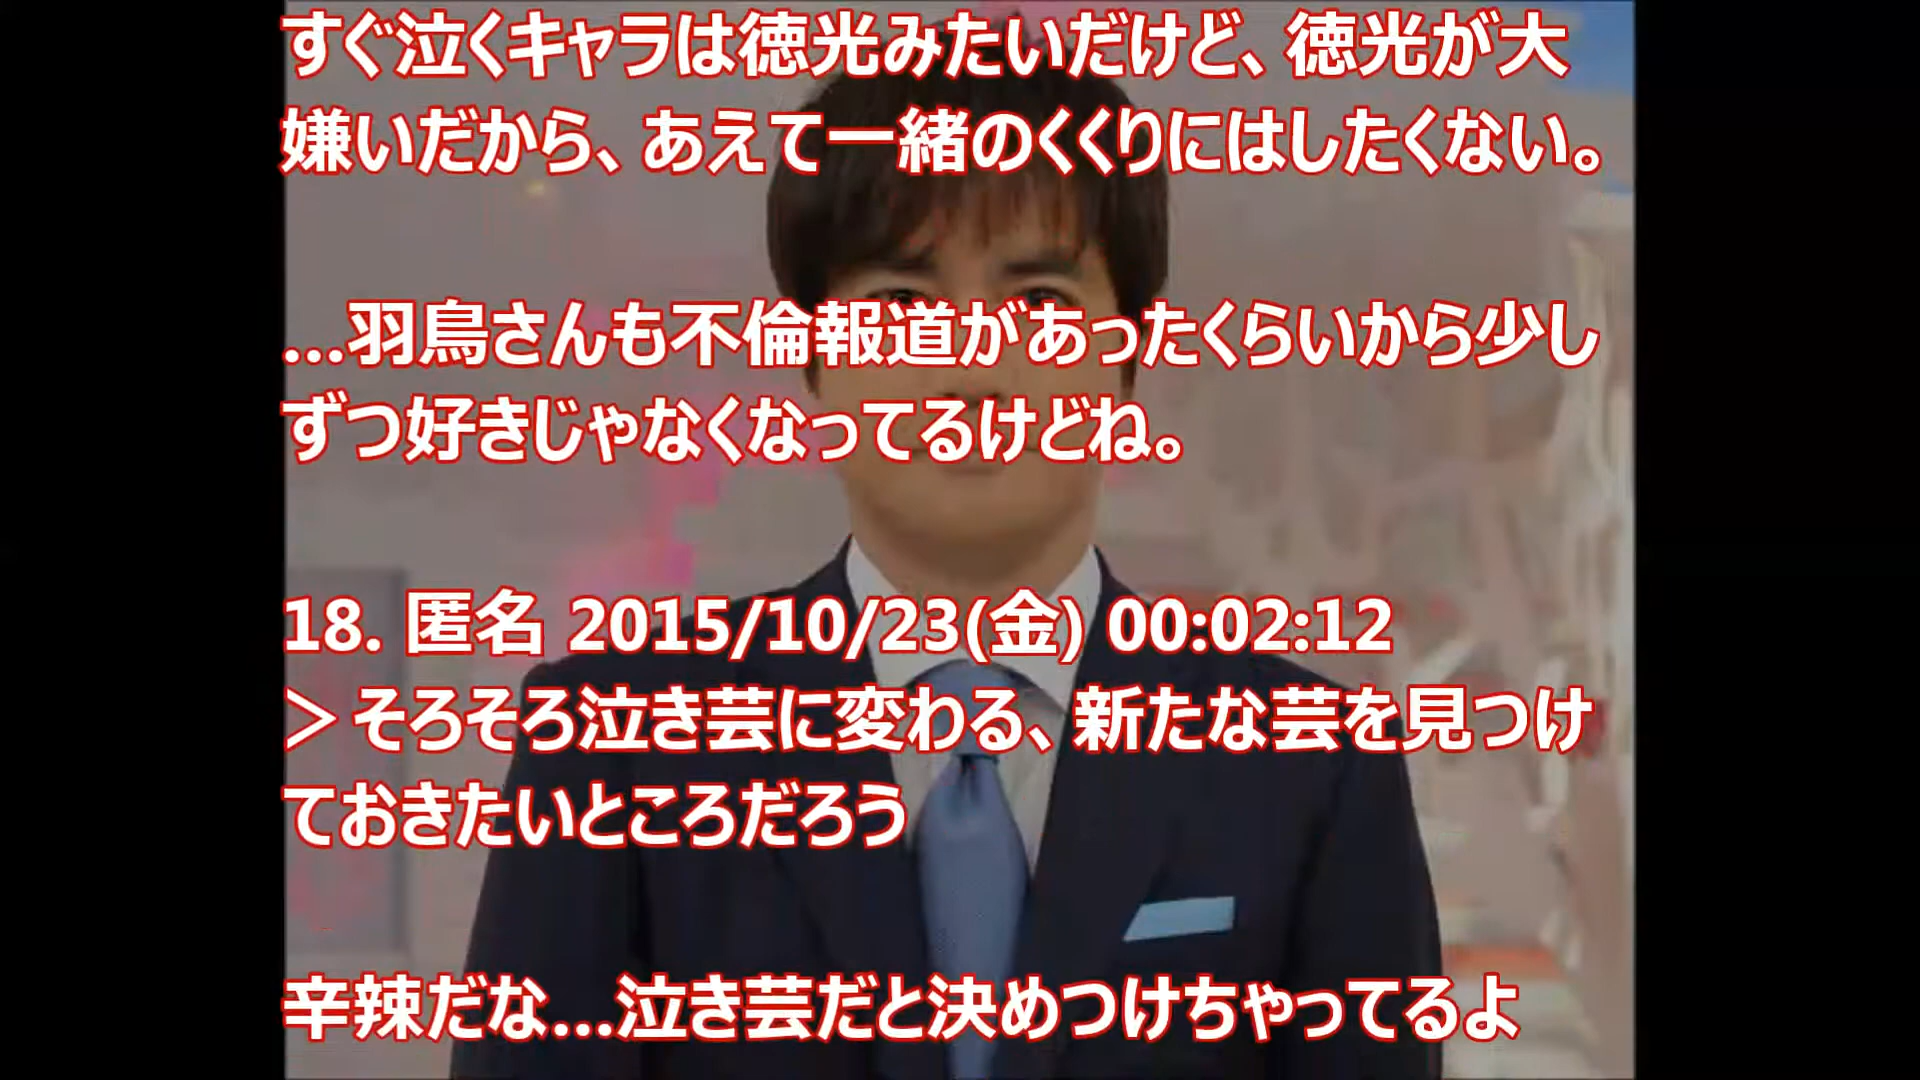 すぐ泣くキャラは徳光みたいだけど、徳光が大
嫌いだから、あえて一緒のくくりにはしたくない。
…羽鳥さんも不倫報道があったくらいから少し
ずつ好きじゃなくなってるけどね。
18. 匿名 2015/10/23(金) 00:02:12
＞そろそろ泣き芸に変わる、新たな芸を見つけ
ておきたいところだろう
辛辣だな…泣き芸だと決めつけちゃってるよ